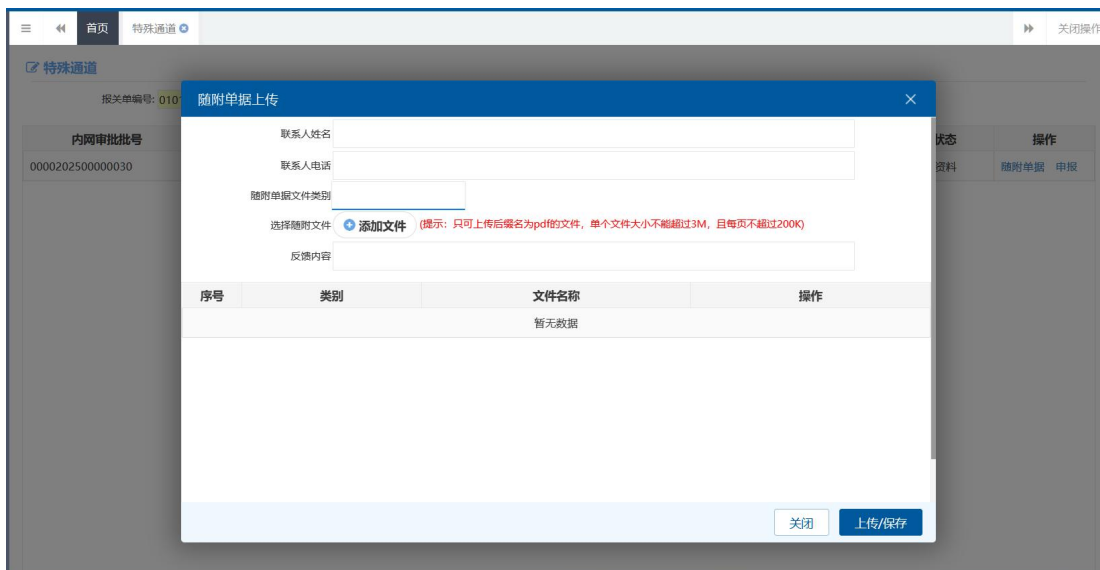 首页 特殊通道 关闭操作
特殊通道
报关单编号: 010
随附单据上传
联系人姓名
内网审批批号 状态 操作
联系人电话
0000202500000030 资料 随附单据 申报
随附单据文件类别
选择随附文件 添加文件 (提示：只可上传后缀名为pdf的文件，单个文件大小不能超过3M，且每页不超过200K)
反馈内容
序号 类别 文件名称 操作
暂无数据
关闭 上传/保存